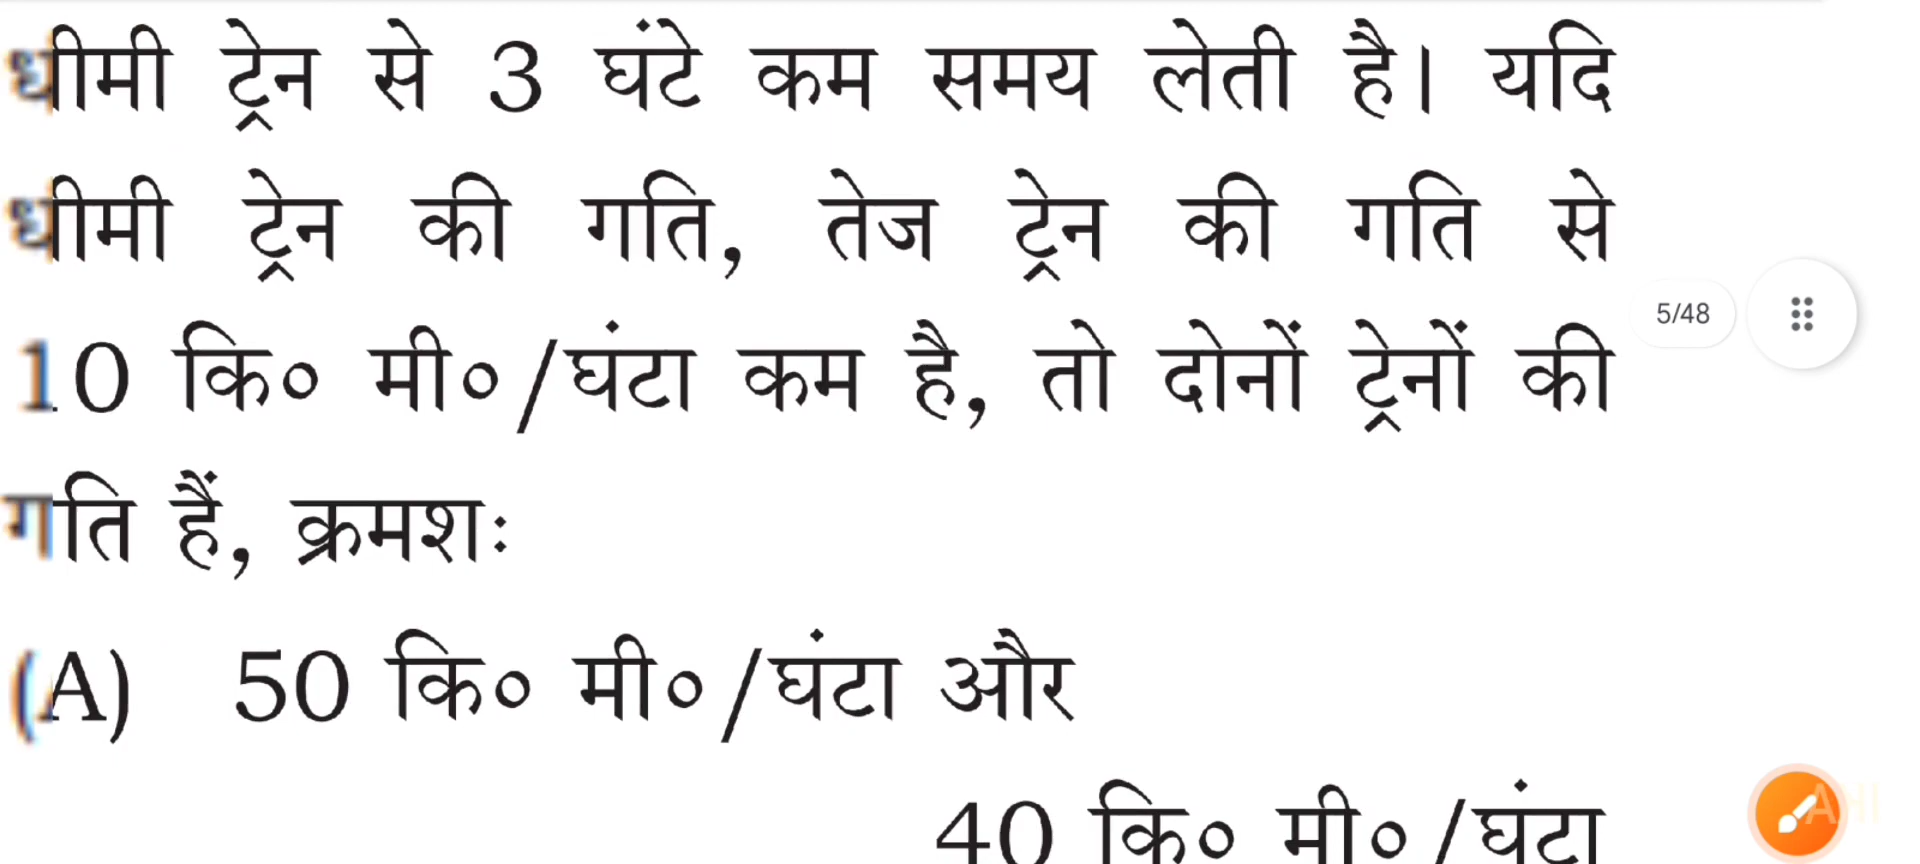 धीमी ट्रेन से 3 घंटे कम समय लेती है। यदि
धीमी ट्रेन की गति, तेज ट्रेन की गति से
10 कि० मी०/घंटा कम है, तो दोनों ट्रेनों की
गति हैं, क्रमशः
(A) 50 कि० मी०/घंटा और
40 कि० मी०/घंटा
5/48